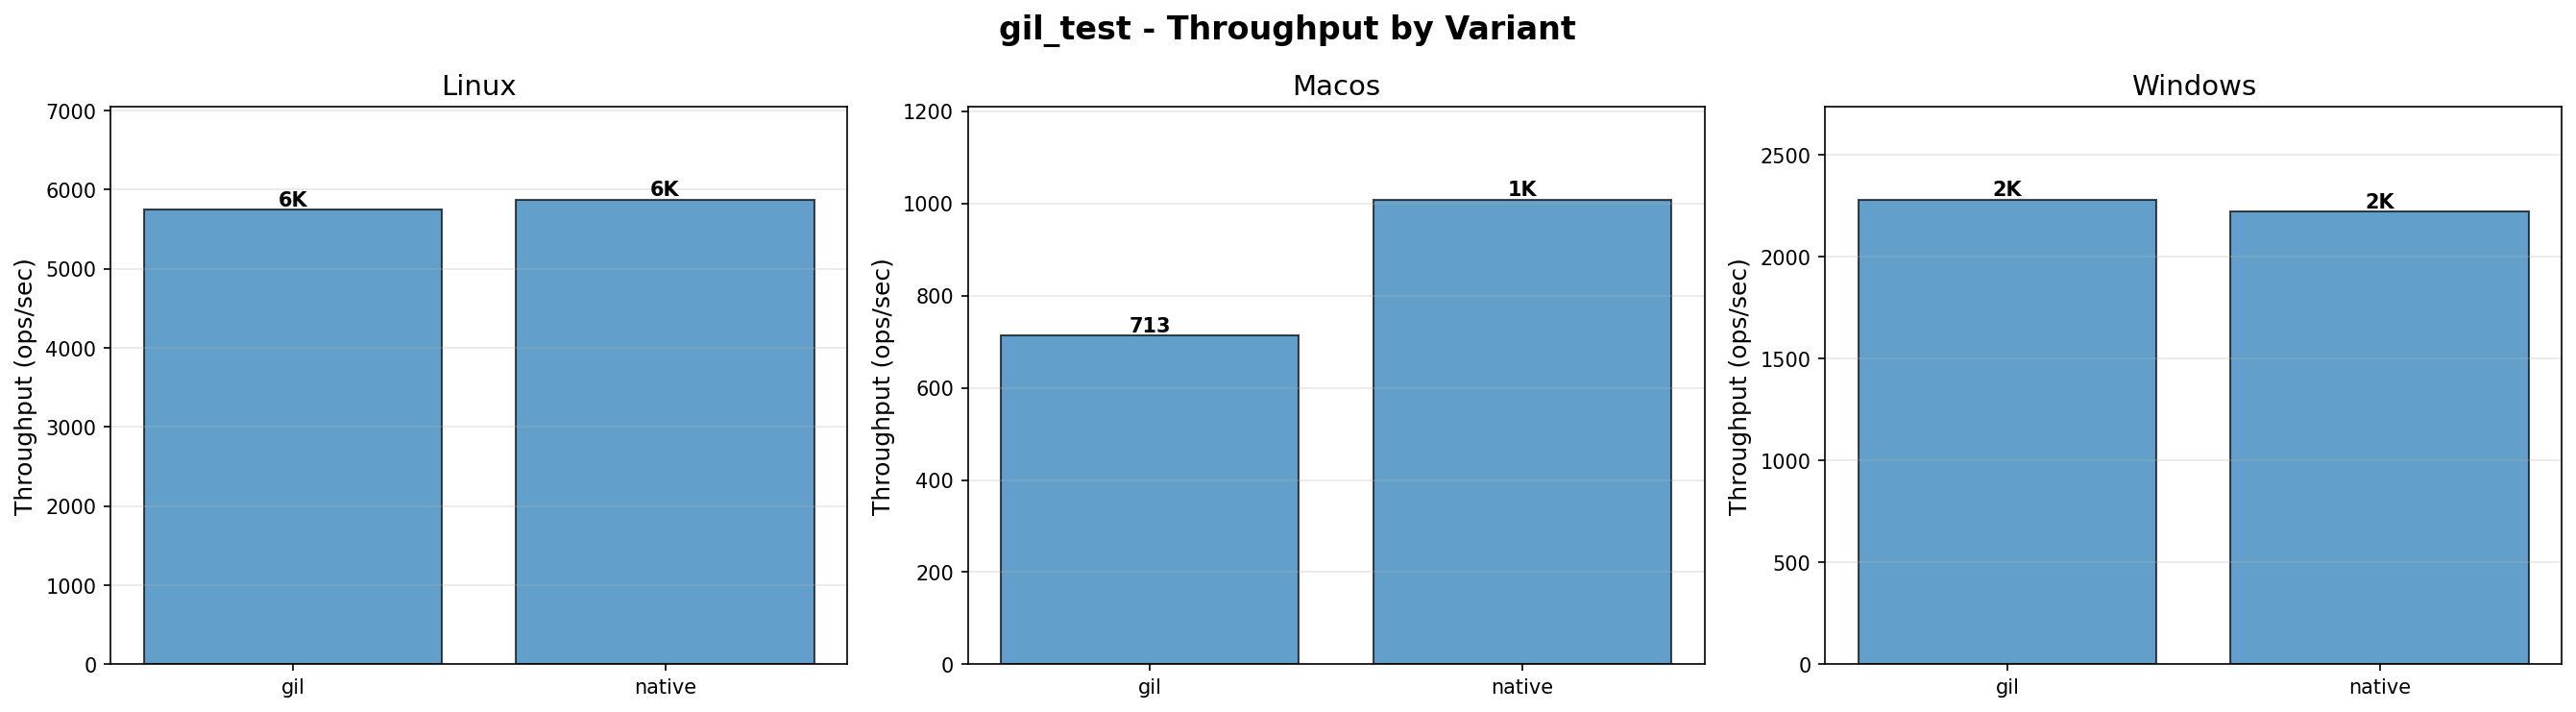 gil_test - Throughput by Variant
Linux
Throughput (ops/sec)
7000
6000
5000
4000
3000
2000
1000
0
6K
6K
gil
native
Macos
Throughput (ops/sec)
1200
1000
800
600
400
200
0
713
1K
gil
native
Windows
Throughput (ops/sec)
2500
2000
1500
1000
500
0
2K
2K
gil
native